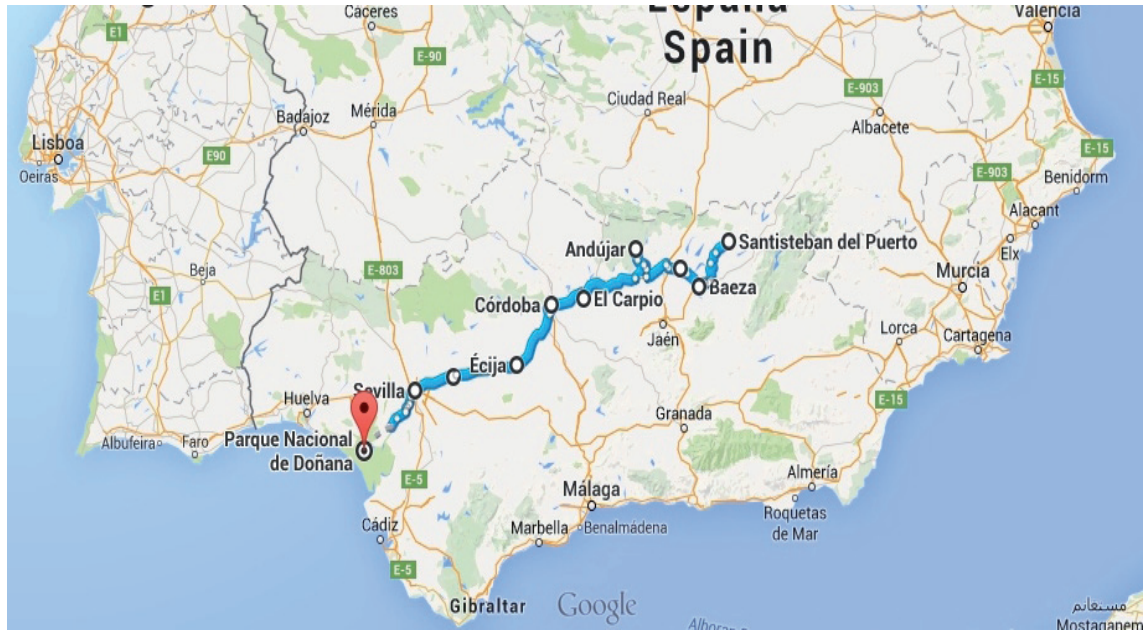 España
Spain
Cáceres
E1
E-90
Valencia
E-15
Ciudad Real
E-903
Badajoz
Mérida
Albacete
Lisboa
Oeiras
E90
E-15
E-903
Benidorm
Alacant
Elx
Andújar
Santisteban del Puerto
Beja
E-803
Murcia
E1
Córdoba
El Carpio
Baeza
Jaén
Lorca
Cartagena
Écija
Sevilla
E-15
Huelva
Granada
Albufeira
Faro
Parque Nacional
de Doñana
E-5
Almería
Málaga
Roquetas
de Mar
Cádiz
Marbella
Benalmádena
E-5
Gibraltar
Google
Alboran
مستغانم
Mostaganem